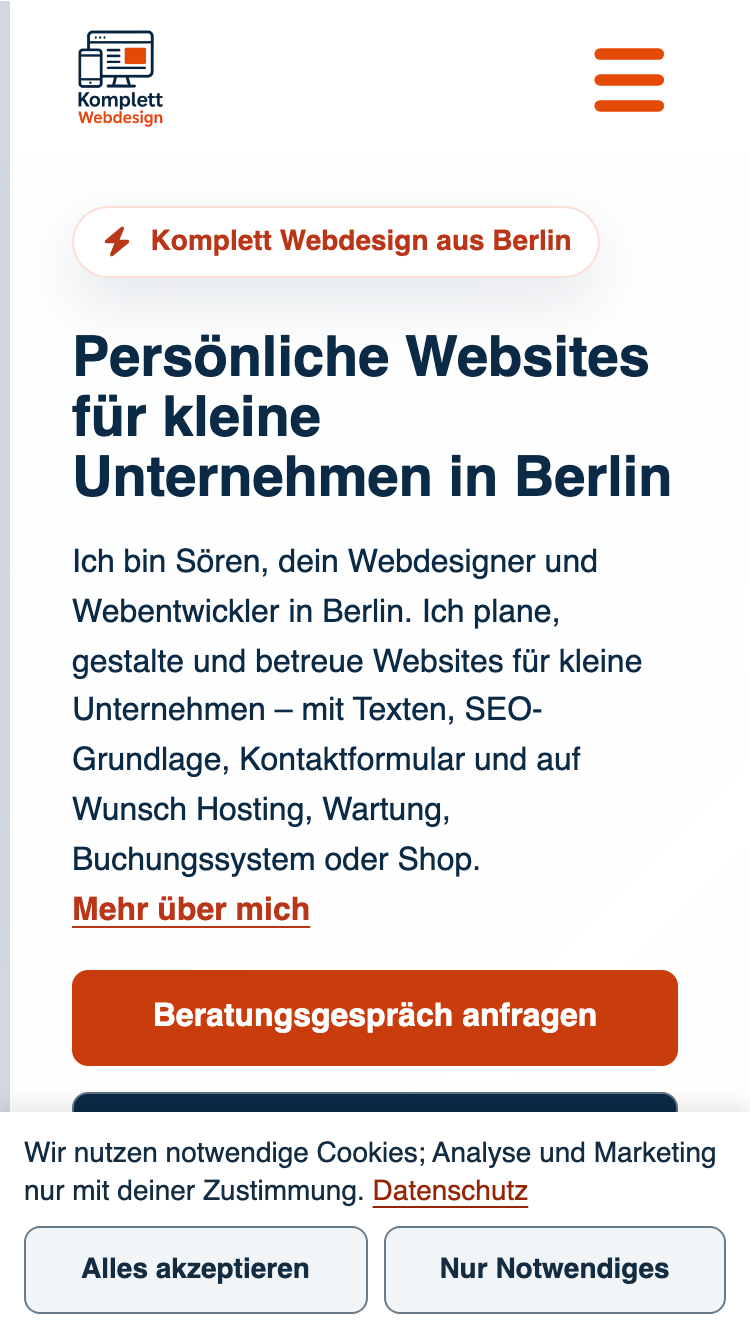 Komplett
Webdesign
Komplett Webdesign aus Berlin
Persönliche Websites
für kleine
Unternehmen in Berlin
Ich bin Sören, dein Webdesigner und
Webentwickler in Berlin. Ich plane,
gestalte und betreue Websites für kleine
Unternehmen – mit Texten, SEO-
Grundlage, Kontaktformular und auf
Wunsch Hosting, Wartung,
Buchungssystem oder Shop.
Mehr über mich
Beratungsgespräch anfragen
Wir nutzen notwendige Cookies; Analyse und Marketing
nur mit deiner Zustimmung. Datenschutz
Alles akzeptieren
Nur Notwendiges